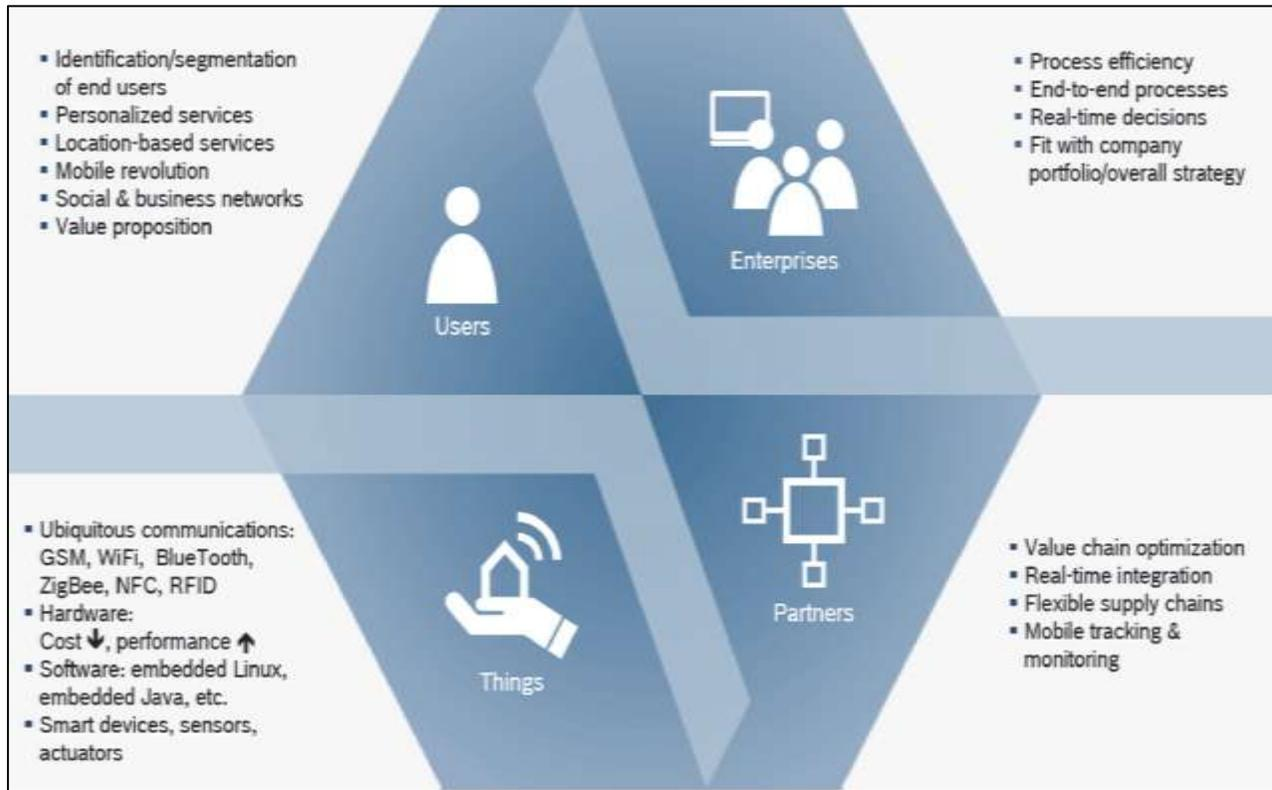 ▪ Identification/segmentation
of end users
▪ Personalized services
▪ Location-based services
▪ Mobile revolution
▪ Social & business networks
▪ Value proposition
Users
▪ Process efficiency
▪ End-to-end processes
▪ Real-time decisions
▪ Fit with company
portfolio/overall strategy
Enterprises
▪ Ubiquitous communications:
GSM, WiFi, BlueTooth,
ZigBee, NFC, RFID
▪ Hardware:
Cost ↓, performance ↑
▪ Software: embedded Linux,
embedded Java, etc.
▪ Smart devices, sensors,
actuators
Things
Partners
▪ Value chain optimization
▪ Real-time integration
▪ Flexible supply chains
▪ Mobile tracking &
monitoring